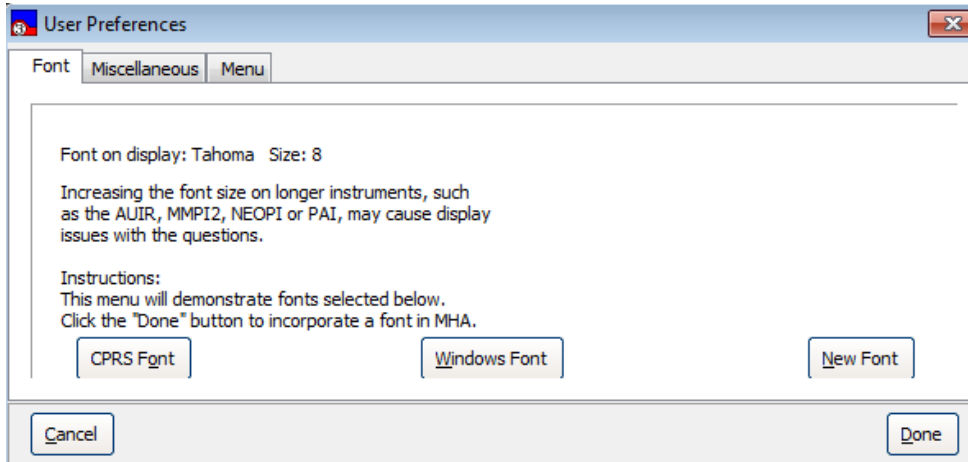 3 User Preferences
Font Miscellaneous Menu
Font on display: Tahoma Size: 8
Increasing the font size on longer instruments, such
as the AUIR, MMPI2, NEOPI or PAI, may cause display
issues with the questions.
Instructions:
This menu will demonstrate fonts selected below.
Click the "Done" button to incorporate a font in MHA.
CPRS Font Windows Font New Font
Cancel Done